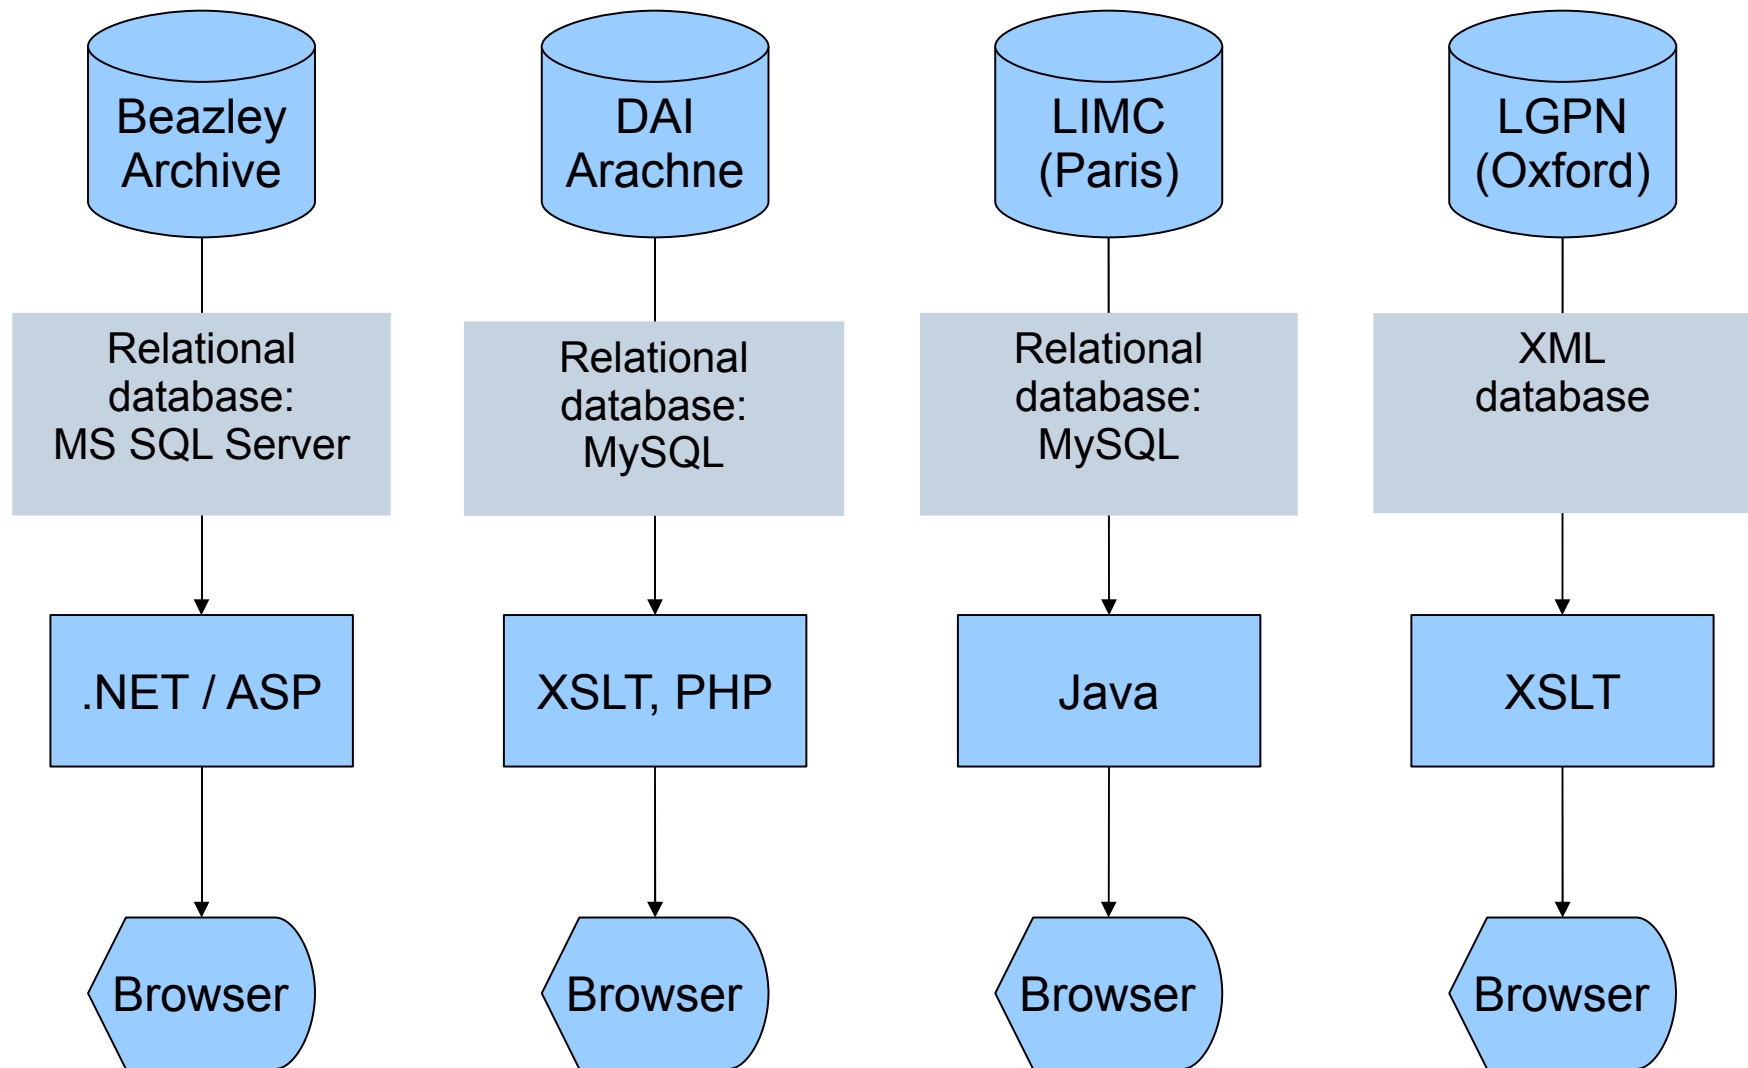 Beazley
Archive
DAI
Arachne
LIMC
(Paris)
LGPN
(Oxford)
Relational
database:
MS SQL Server
Relational
database:
MySQL
Relational
database:
MySQL
XML
database
.NET / ASP
XSLT, PHP
Java
XSLT
Browser
Browser
Browser
Browser